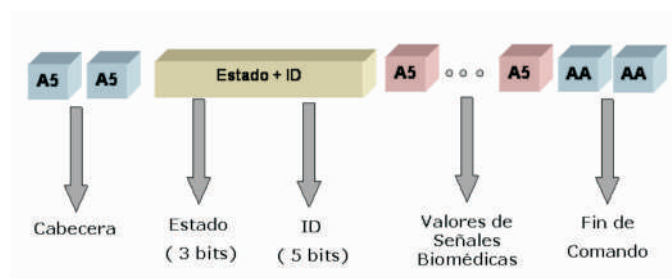 A5 A5 Estado + ID A5 A5 AA AA
Cabecera Estado ID Valores de Fin de
( 3 bits) ( 5 bits) Señales Comando
Biomédicas